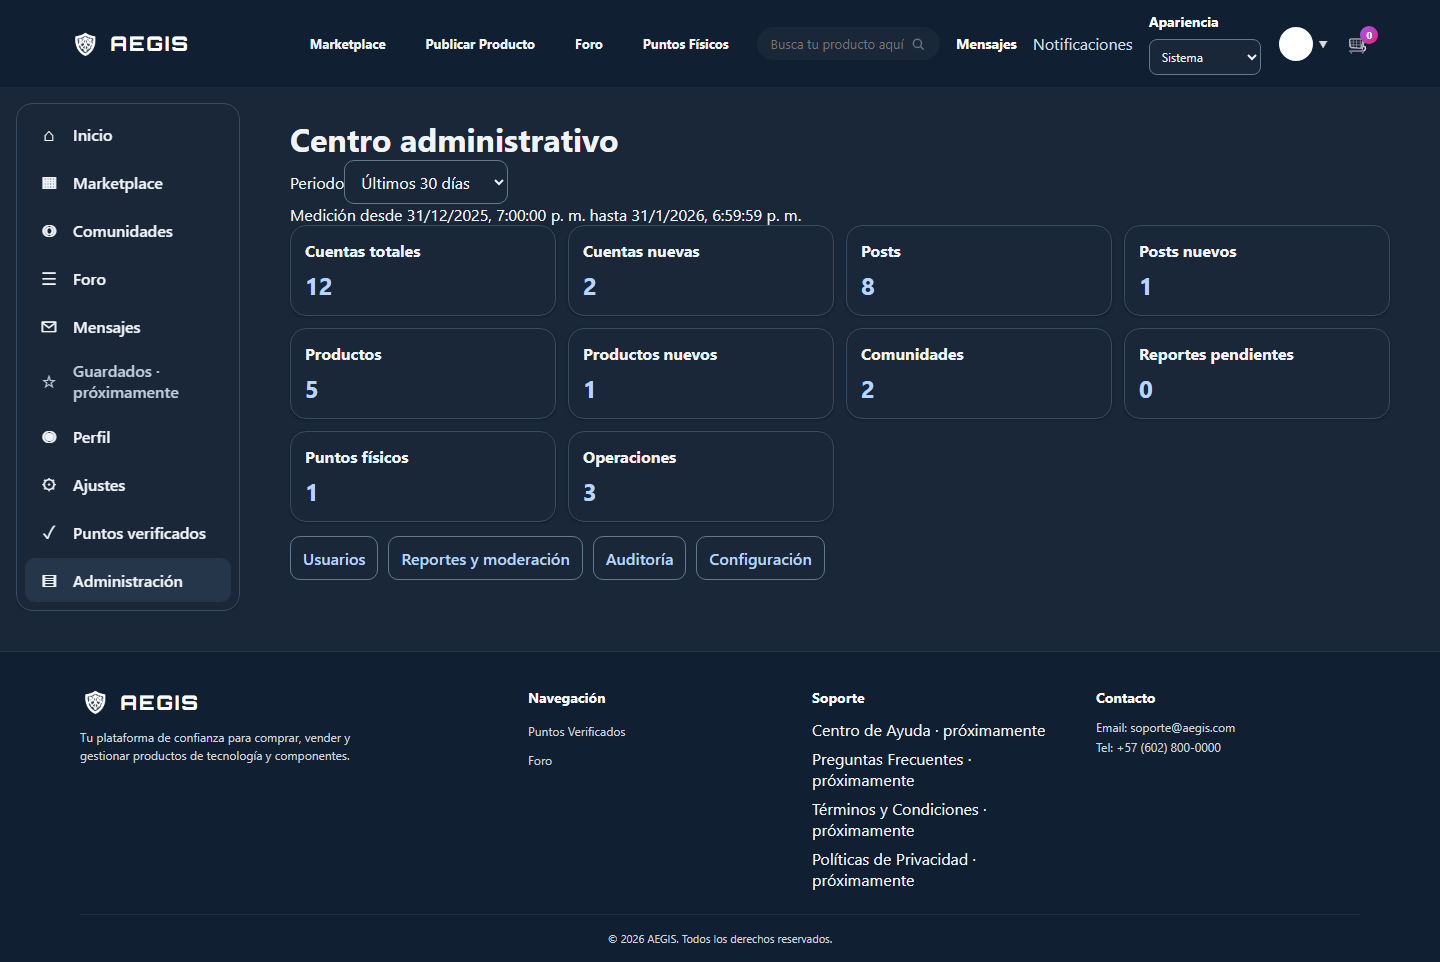 AEGIS
Marketplace
Publicar Producto
Foro
Puntos Físicos
Busca tu producto aquí
Mensajes
Notificaciones
Apariencia
Sistema
0
Inicio
Marketplace
Comunidades
Foro
Mensajes
Guardados ·
próximamente
Perfil
Ajustes
Puntos verificados
Administración
Centro administrativo
Periodo
Últimos 30 días
Medición desde 31/12/2025, 7:00:00 p. m. hasta 31/1/2026, 6:59:59 p. m.
Cuentas totales
12
Cuentas nuevas
2
Posts
8
Posts nuevos
1
Productos
5
Productos nuevos
1
Comunidades
2
Reportes pendientes
0
Puntos físicos
1
Operaciones
3
Usuarios
Reportes y moderación
Auditoría
Configuración
AEGIS
Tu plataforma de confianza para comprar, vender y
gestionar productos de tecnología y componentes.
Navegación
Puntos Verificados
Foro
Soporte
Centro de Ayuda · próximamente
Preguntas Frecuentes ·
próximamente
Términos y Condiciones ·
próximamente
Políticas de Privacidad ·
próximamente
Contacto
Email: soporte@aegis.com
Tel: +57 (602) 800-0000
© 2026 AEGIS. Todos los derechos reservados.